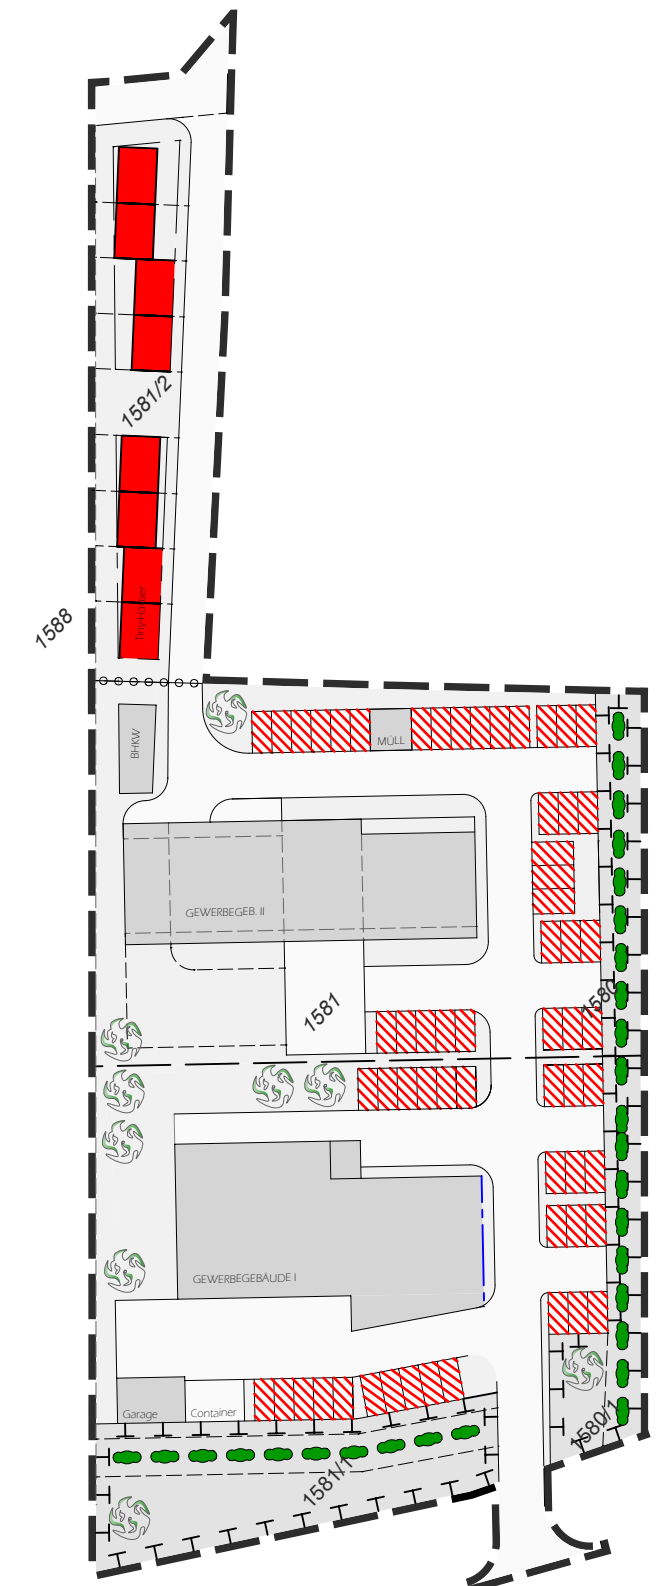 1581/2
Tiny-Häuser
1588
BHKW
MÜLL
GEWERBEGEB. II
1580
1581
GEWERBEGEBÄUDE I
Garage
Container
1580/1
1581/1